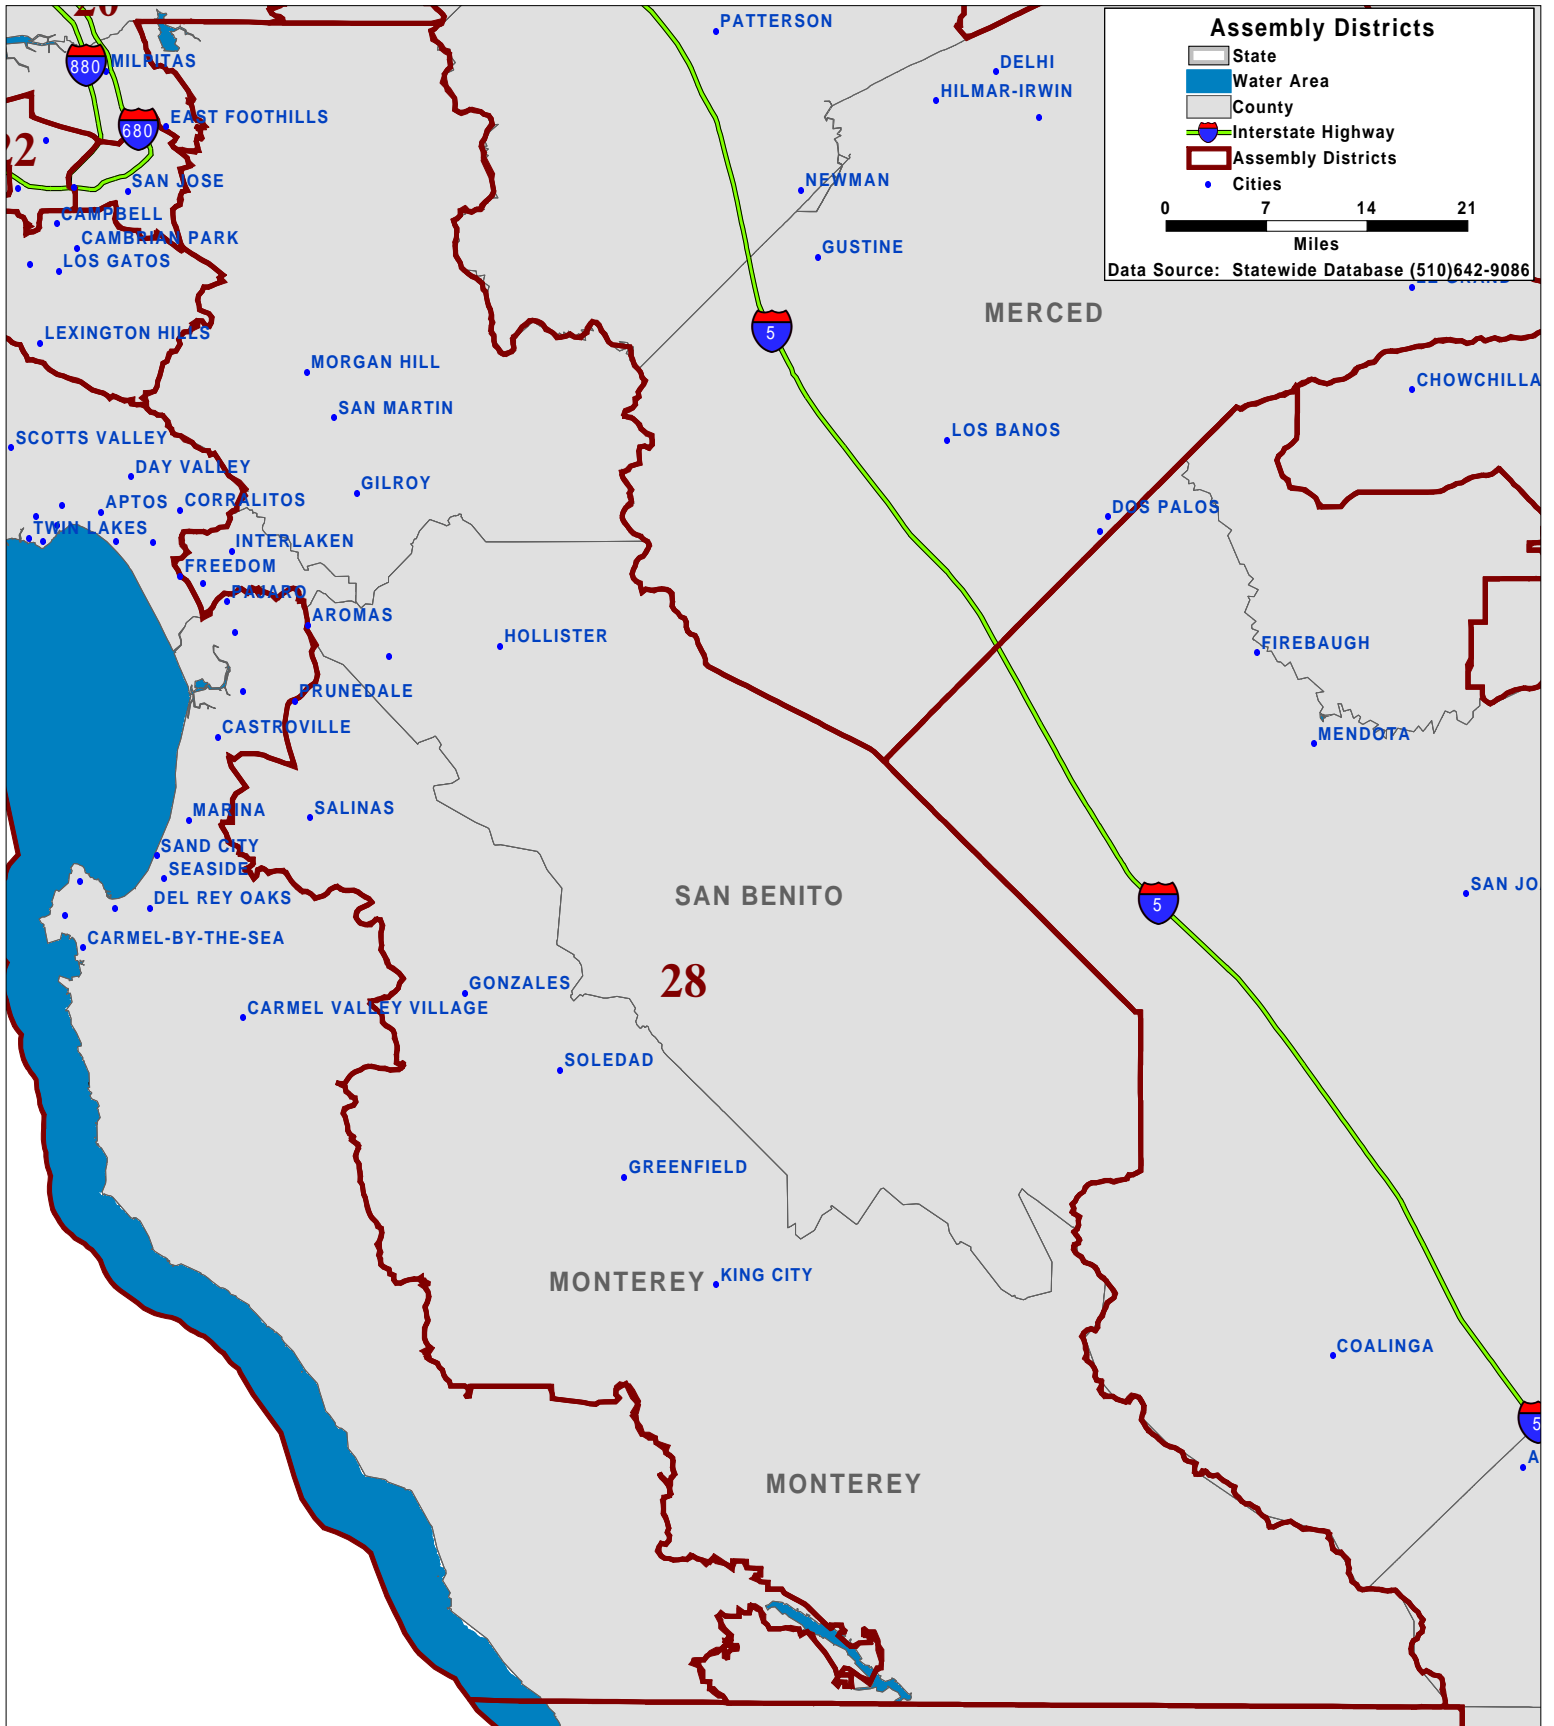 20
PATTERSON
Assembly Districts
State
Water Area
County
Interstate Highway
Assembly Districts
Cities
0 7 14 21
Miles
Data Source: Statewide Database (510)642-9086
880
MILPITAS
DELHI
HILMAR-IRWIN
680
EAST FOOTHILLS
22
SAN JOSE
NEWMAN
CAMPBELL
CAMBRIAN PARK
LOS GATOS
GUSTINE
MERCED
5
LEXINGTON HILLS
MORGAN HILL
CHOWCHILLA
SAN MARTIN
SCOTTS VALLEY
LOS BANOS
DAY VALLEY
GILROY
APTOS
CORRALITOS
DOS PALOS
TWIN LAKES
INTERLAKEN
FREEDOM
PAJARO
AROMAS
HOLLISTER
FIREBAUGH
PRUNEDALE
CASTROVILLE
MENDOTA
MARINA
SALINAS
SAND CITY
SEASIDE
SAN JO
DEL REY OAKS
SAN BENITO
5
CARMEL-BY-THE-SEA
28
GONZALES
CARMEL VALLEY VILLAGE
SOLEDAD
GREENFIELD
MONTEREY
KING CITY
COALINGA
5
A
MONTEREY